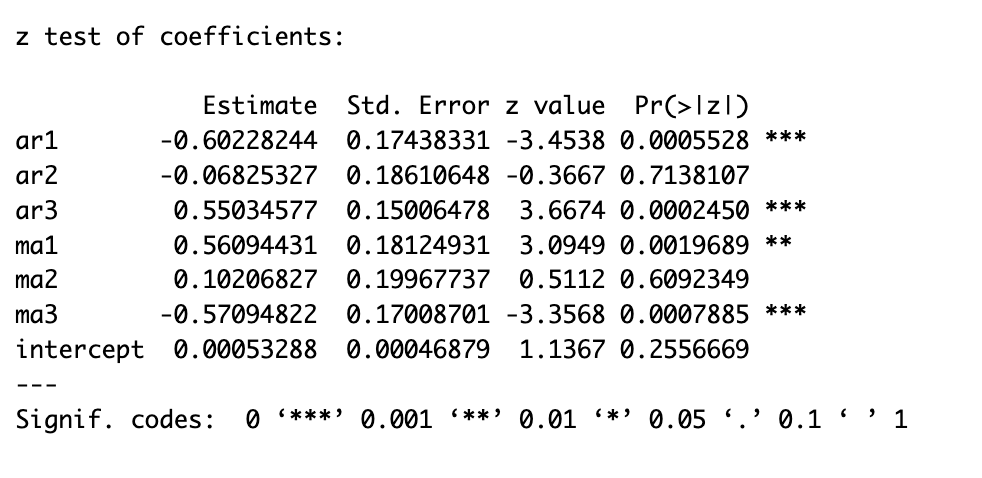 z test of coefficients:
Estimate Std. Error z value Pr(>|z|)
ar1 -0.60228244 0.17438331 -3.4538 0.0005528 ***
ar2 -0.06825327 0.18610648 -0.3667 0.7138107
ar3 0.55034577 0.15006478 3.6674 0.0002450 ***
ma1 0.56094431 0.18124931 3.0949 0.0019689 **
ma2 0.10206827 0.19967737 0.5112 0.6092349
ma3 -0.57094822 0.17008701 -3.3568 0.0007885 ***
intercept 0.00053288 0.00046879 1.1367 0.2556669
---
Signif. codes: 0 ‘***’ 0.001 ‘**’ 0.01 ‘*’ 0.05 ‘.’ 0.1 ‘ ’ 1